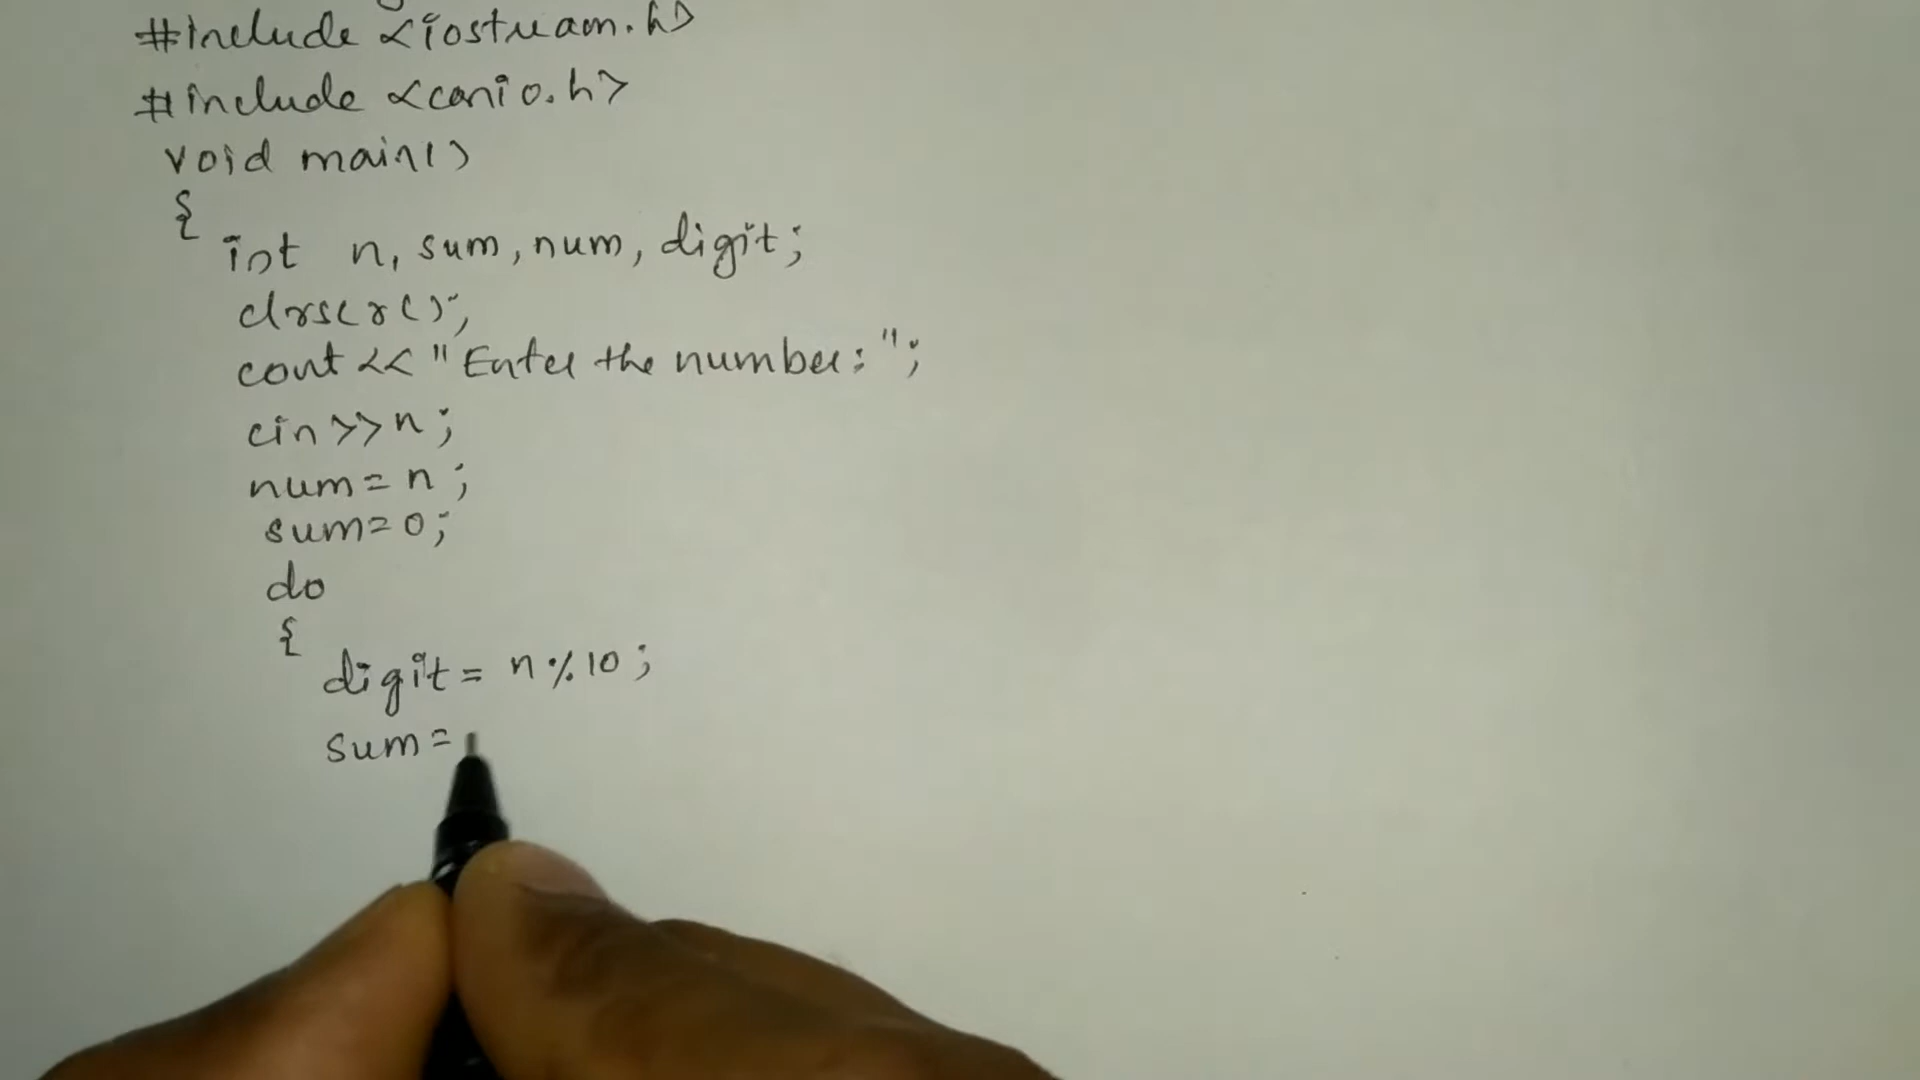 #include <iostream.h>
#include <conio.h>
void main()
{
int n, sum, num, digit;
clrscr();
cout << "Enter the number: ";
cin >> n;
num = n;
sum = 0;
do
{
digit = n % 10;
sum =